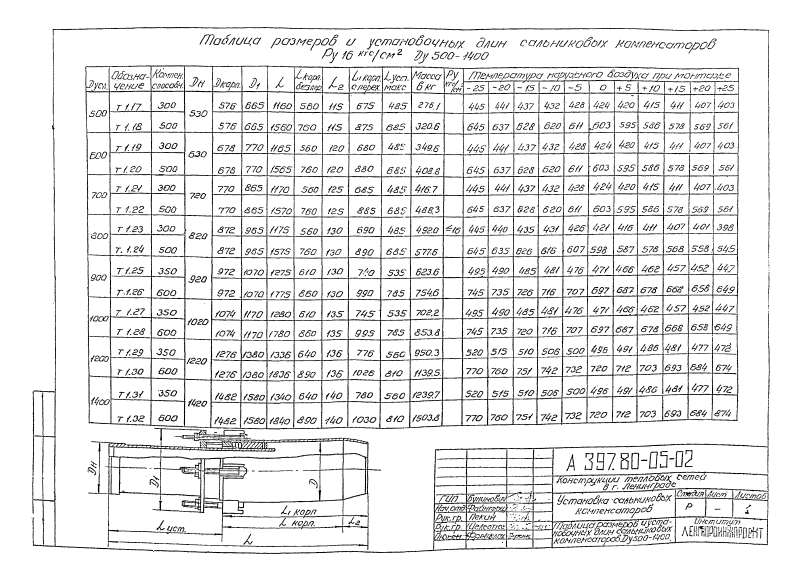 Таблица размеров и установочных длин сальниковых компенсаторов
Ру 16 кгс/см² Ду 500-1400
Dусл. Обозна-чение Компен. способн. Dн Dкорп. D1 L Lкорп. L2 L1 корп. с перех. Lуст. макс Масса в кг Ру кгс/см² Температура наружного воздуха при монтаже
-25 -20 -15 -10 -5 0 +5 +10 +15 +20 +25
500 Т 1.17 300 530 576 665 1160 560 115 675 485 276,1 445 441 437 432 428 424 420 415 411 407 403
Т 1.18 500 576 665 1560 760 115 875 685 320.6 645 637 628 620 611 603 595 586 578 569 561
600 Т 1.19 300 630 678 770 1165 560 120 680 485 349.6 445 441 437 432 428 424 420 415 411 407 403
Т 1.20 500 678 770 1565 760 120 880 685 408.8 645 637 628 620 611 603 595 586 578 569 561
700 Т 1.21 300 720 770 865 1170 560 125 685 485 416.7 445 441 437 432 428 424 420 415 411 407 403
Т 1.22 500 770 865 1570 760 125 885 685 488,3 645 637 628 620 611 603 595 586 578 569 561
800 Т 1.23 300 820 872 965 1175 560 130 690 485 492.0 ≤16 445 440 435 431 426 421 416 411 407 401 398
Т. 1.24 500 872 965 1575 760 130 890 685 577.6 645 635 626 616 607 598 587 578 568 558 545
900 Т 1.25 350 920 972 1070 1275 610 130 740 535 623.6 495 490 485 481 476 471 466 462 457 452 447
Т 1.26 600 972 1070 1775 860 130 990 785 754.6 745 735 726 716 707 697 687 678 668 658 649
1000 Т 1.27 350 1020 1074 1170 1280 610 135 745 535 702.2 495 490 485 481 476 471 466 462 457 452 447
Т 1.28 600 1074 1170 1780 860 135 995 785 853.8 745 735 720 716 707 697 687 678 668 658 649
1200 Т 1.29 350 1220 1276 1380 1336 640 136 776 560 950.3 520 515 510 506 500 496 491 486 481 477 472
Т 1.30 600 1276 1380 1836 890 136 1026 810 1139.5 770 760 751 742 732 720 712 703 693 684 674
1400 Т 1.31 350 1420 1482 1580 1340 640 140 780 560 1239.7 520 515 510 506 500 496 491 486 481 477 472
Т 1.32 600 1482 1580 1840 890 140 1030 810 1503.8 770 760 751 742 732 720 712 703 693 684 874
Dн
D1
D
L1 корп
L корп.
L2
L уст.
L
А 397.80-05-02
Конструкции тепловых сетей
в г. Ленинграде
Установка сальниковых
компенсаторов
Стадия Лист Листов
Р – 1
ГИП
Нач.отд
Рук.гр. Пекий
Рук.гр.
Таблица размеров и уста-
новочных длин сальниковых
компенсаторов Ду500-1400.
Институт